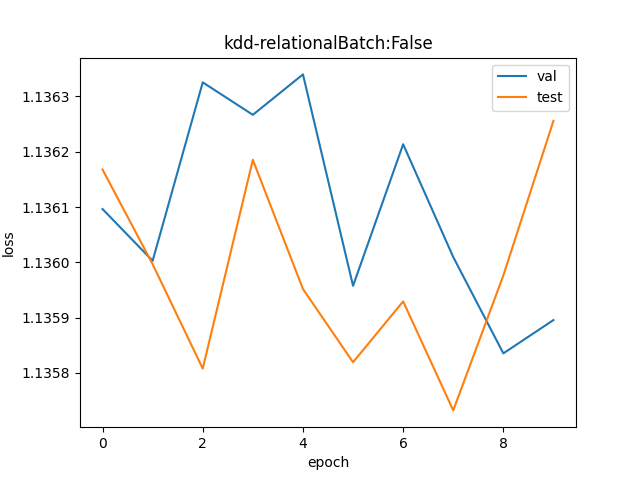 kdd-relationalBatch:False
val
test
loss
1.1363
1.1362
1.1361
1.1360
1.1359
1.1358
0 2 4 6 8
epoch